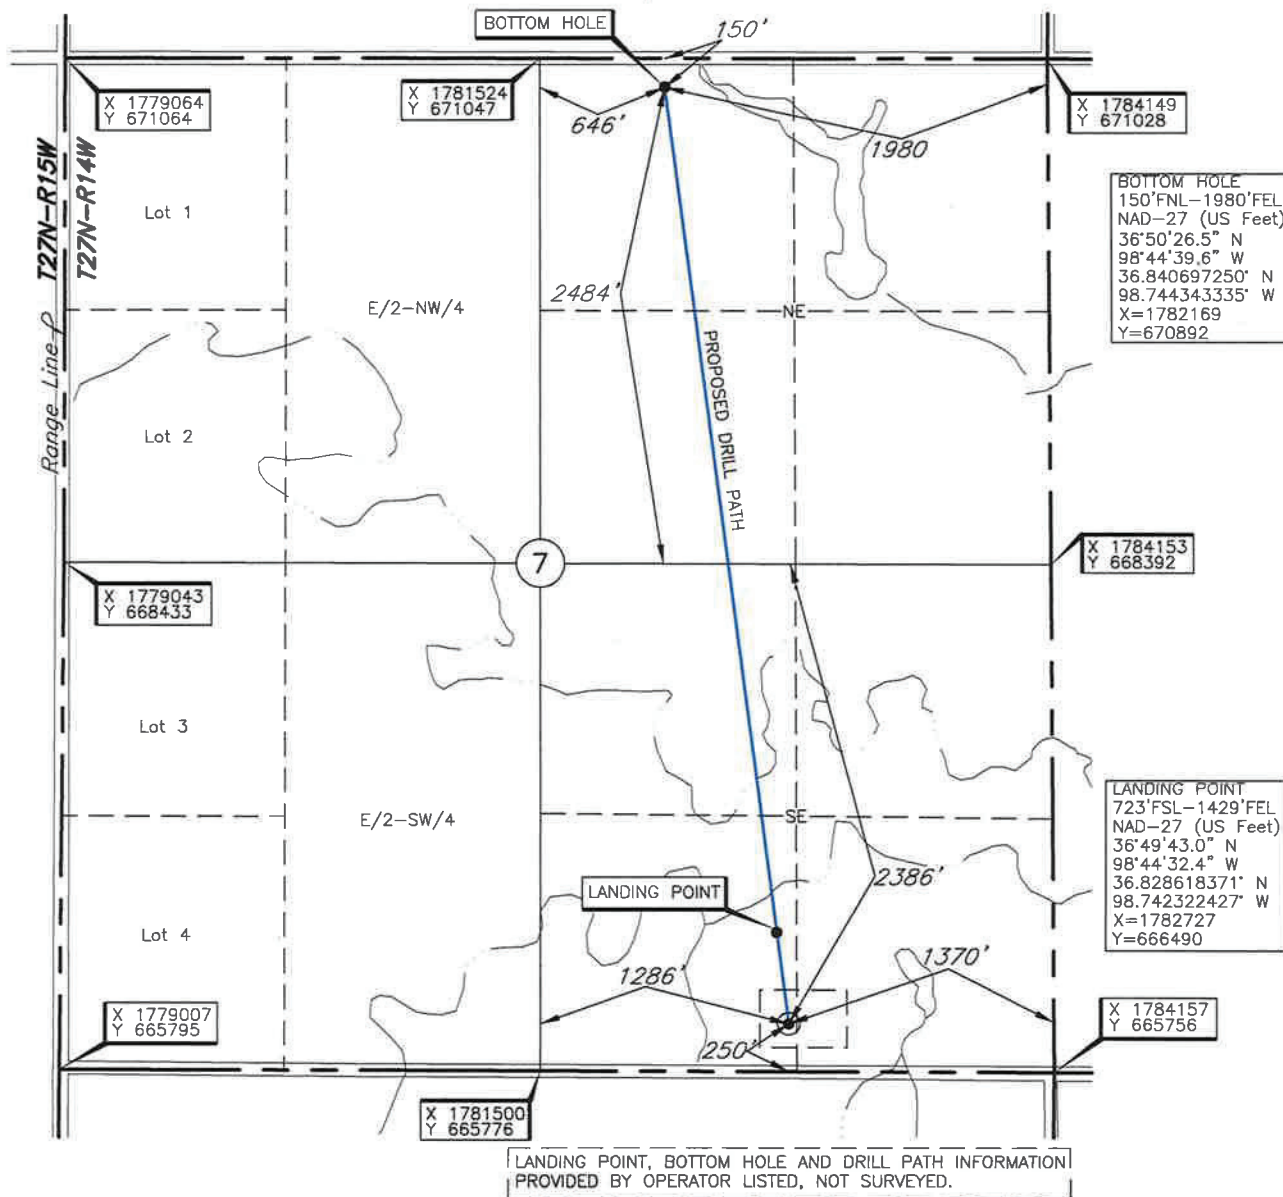 BOTTOM HOLE
150'
X 1779064
Y 671064
X 1781524
Y 671047
646'
1980
X 1784149
Y 671028
T27N-R15W
T27N-R14W
Lot 1
BOTTOM HOLE
150'FNL-1980'FEL
NAD-27 (US Feet)
36°50'26.5" N
98°44'39.6" W
36.840697250° N
98.744343335° W
X=1782169
Y=670892
2484'
E/2-NW/4
NE
PROPOSED DRILL PATH
Range Line
Lot 2
7
X 1784153
Y 668392
X 1779043
Y 668433
Lot 3
E/2-SW/4
SE
LANDING POINT
723'FSL-1429'FEL
NAD-27 (US Feet)
36°49'43.0" N
98°44'32.4" W
36.828618371° N
98.742322427° W
X=1782727
Y=666490
2386'
LANDING POINT
Lot 4
1286'
1370'
X 1779007
Y 665795
250'
X 1784157
Y 665756
X 1781500
Y 665776
LANDING POINT, BOTTOM HOLE AND DRILL PATH INFORMATION
PROVIDED BY OPERATOR LISTED, NOT SURVEYED.